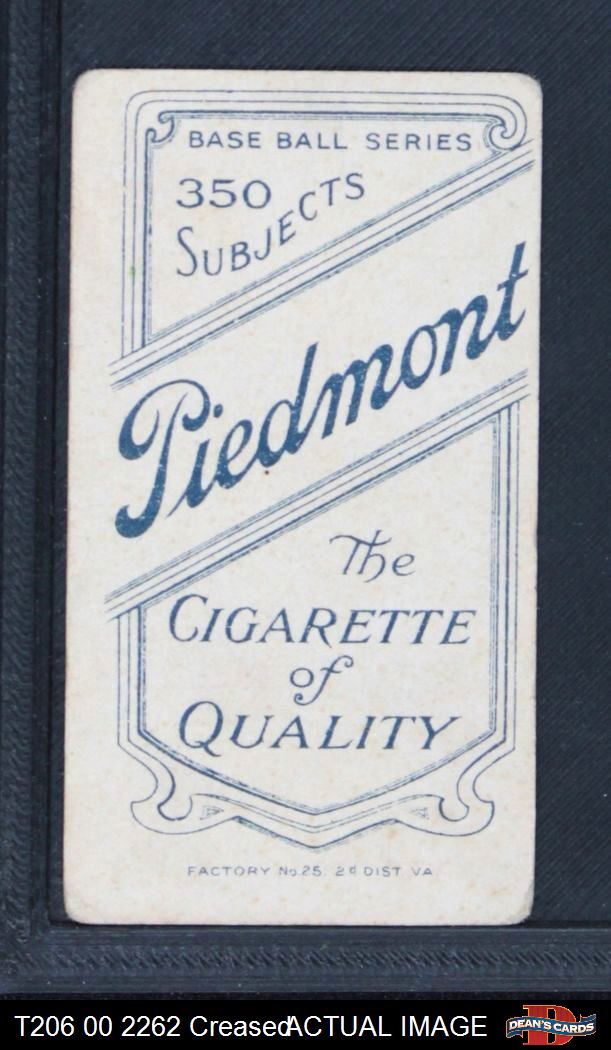 BASE BALL SERIES
350
SUBJECTS
Piedmont
The
CIGARETTE
of
QUALITY
FACTORY No. 25. 2d DIST. VA.
T206 00 2262 Creased ACTUAL IMAGE
D
DEAN'S CARDS